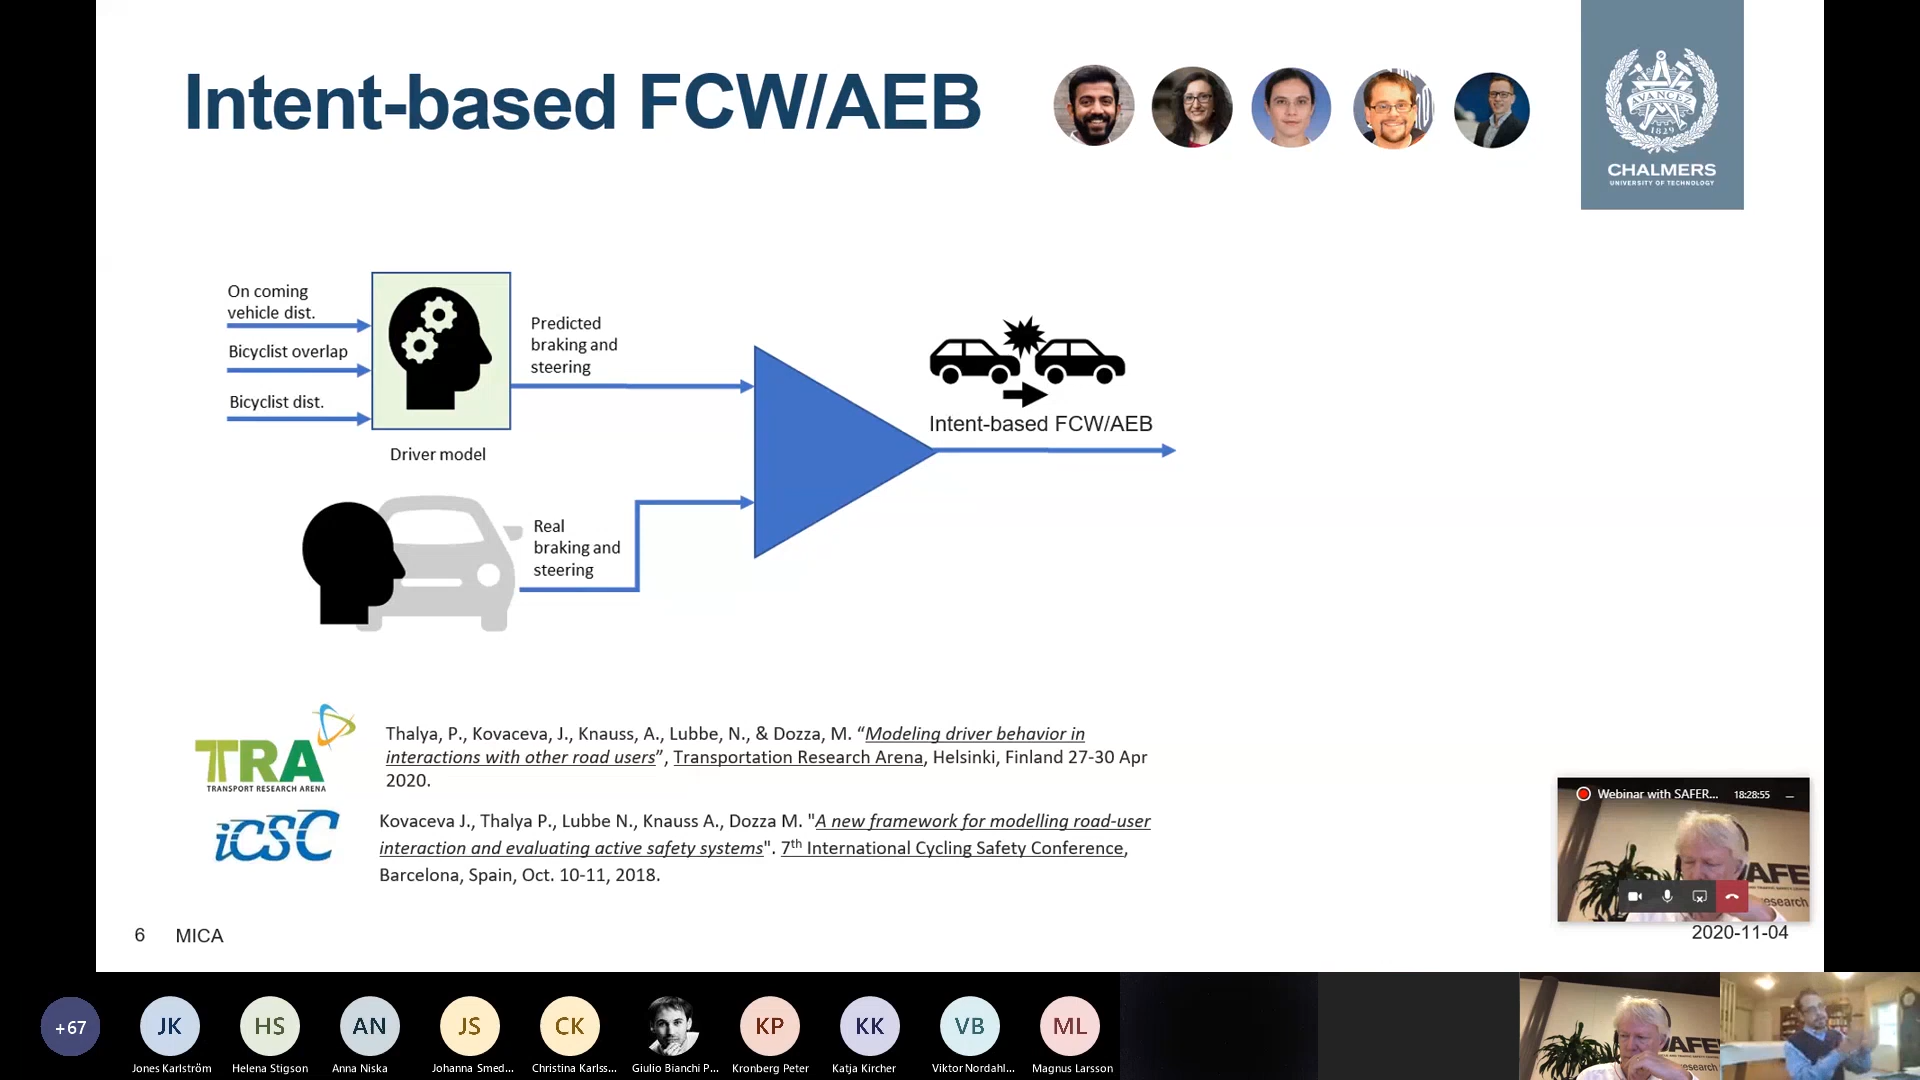 Intent-based FCW/AEB
AVANCEZ
1829
CHALMERS
UNIVERSITY OF TECHNOLOGY
On coming
vehicle dist.
Bicyclist overlap
Bicyclist dist.
Driver model
Predicted
braking and
steering
Real
braking and
steering
Intent-based FCW/AEB
TRA
TRANSPORT RESEARCH ARENA
Thalya, P., Kovaceva, J., Knauss, A., Lubbe, N., & Dozza, M. “Modeling driver behavior in
interactions with other road users”, Transportation Research Arena, Helsinki, Finland 27-30 Apr
2020.
iCSC
Kovaceva J., Thalya P., Lubbe N., Knauss A., Dozza M. "A new framework for modelling road-user
interaction and evaluating active safety systems". 7th International Cycling Safety Conference,
Barcelona, Spain, Oct. 10-11, 2018.
Webinar with SAFER... 18:28:55
AFE
research
6 MICA
2020-11-04
+67
JK
HS
AN
JS
CK
KP
KK
VB
ML
Jones Karlström
Helena Stigson
Anna Niska
Johanna Smed...
Christina Karlss...
Giulio Bianchi P...
Kronberg Peter
Katja Kircher
Viktor Nordahl...
Magnus Larsson
AFE
research